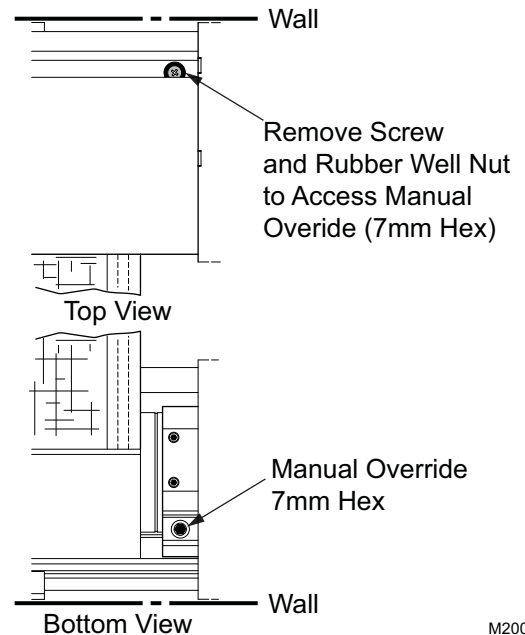 Wall
Remove Screw
and Rubber Well Nut
to Access Manual
Overide (7mm Hex)
Top View
Manual Override
7mm Hex
Wall
Bottom View
M200